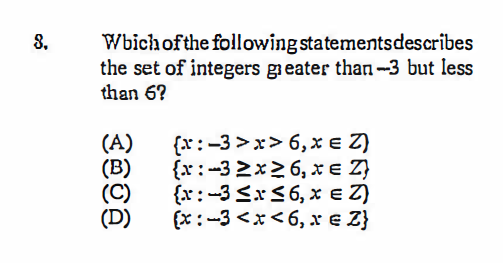 8. Which of the following statements describes
the set of integers greater than –3 but less
than 6?
(A) {x : –3 > x > 6, x ∈ Z}
(B) {x : –3 ≥ x ≥ 6, x ∈ Z}
(C) {x : –3 ≤ x ≤ 6, x ∈ Z}
(D) {x : –3 < x < 6, x ∈ Z}